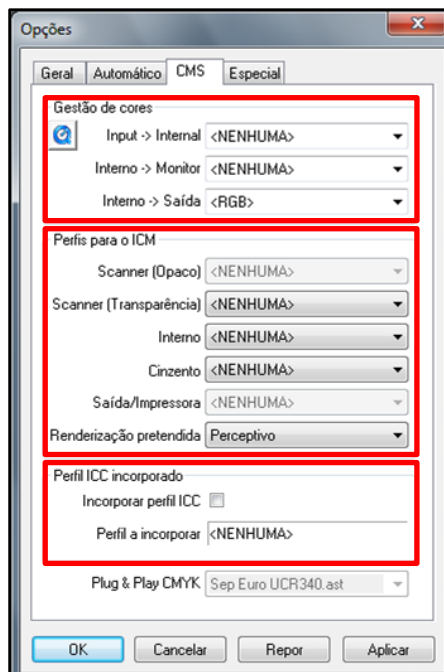 Opções
Geral Automático CMS Especial
Gestão de cores
Input -> Internal <NENHUMA>
Interno -> Monitor <NENHUMA>
Interno -> Saída <RGB>
Perfis para o ICM
Scanner (Opaco) <NENHUMA>
Scanner (Transparência) <NENHUMA>
Interno <NENHUMA>
Cinzento <NENHUMA>
Saída/Impressora <NENHUMA>
Renderização pretendida Perceptivo
Perfil ICC incorporado
Incorporar perfil ICC
Perfil a incorporar <NENHUMA>
Plug & Play CMYK Sep Euro UCR340.ast
OK Cancelar Repor Aplicar